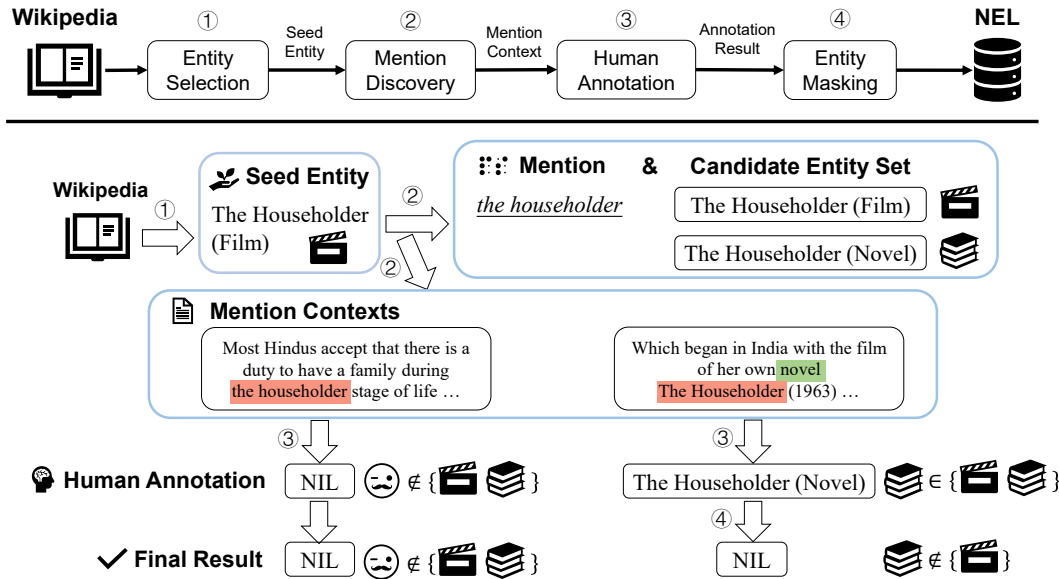 Wikipedia
①
Entity
Selection
Seed
Entity
②
Mention
Discovery
Mention
Context
③
Human
Annotation
Annotation
Result
④
Entity
Masking
NEL
Wikipedia
①
Seed Entity
The Householder
(Film)
②
②
Mention & Candidate Entity Set
the householder
The Householder (Film)
The Householder (Novel)
Mention Contexts
Most Hindus accept that there is a
duty to have a family during
the householder stage of life …
Which began in India with the film
of her own novel
The Householder (1963) …
③
③
Human Annotation
NIL
∉ { }
The Householder (Novel)
∈ { }
④
Final Result
NIL
∉ { }
NIL
∉ { }